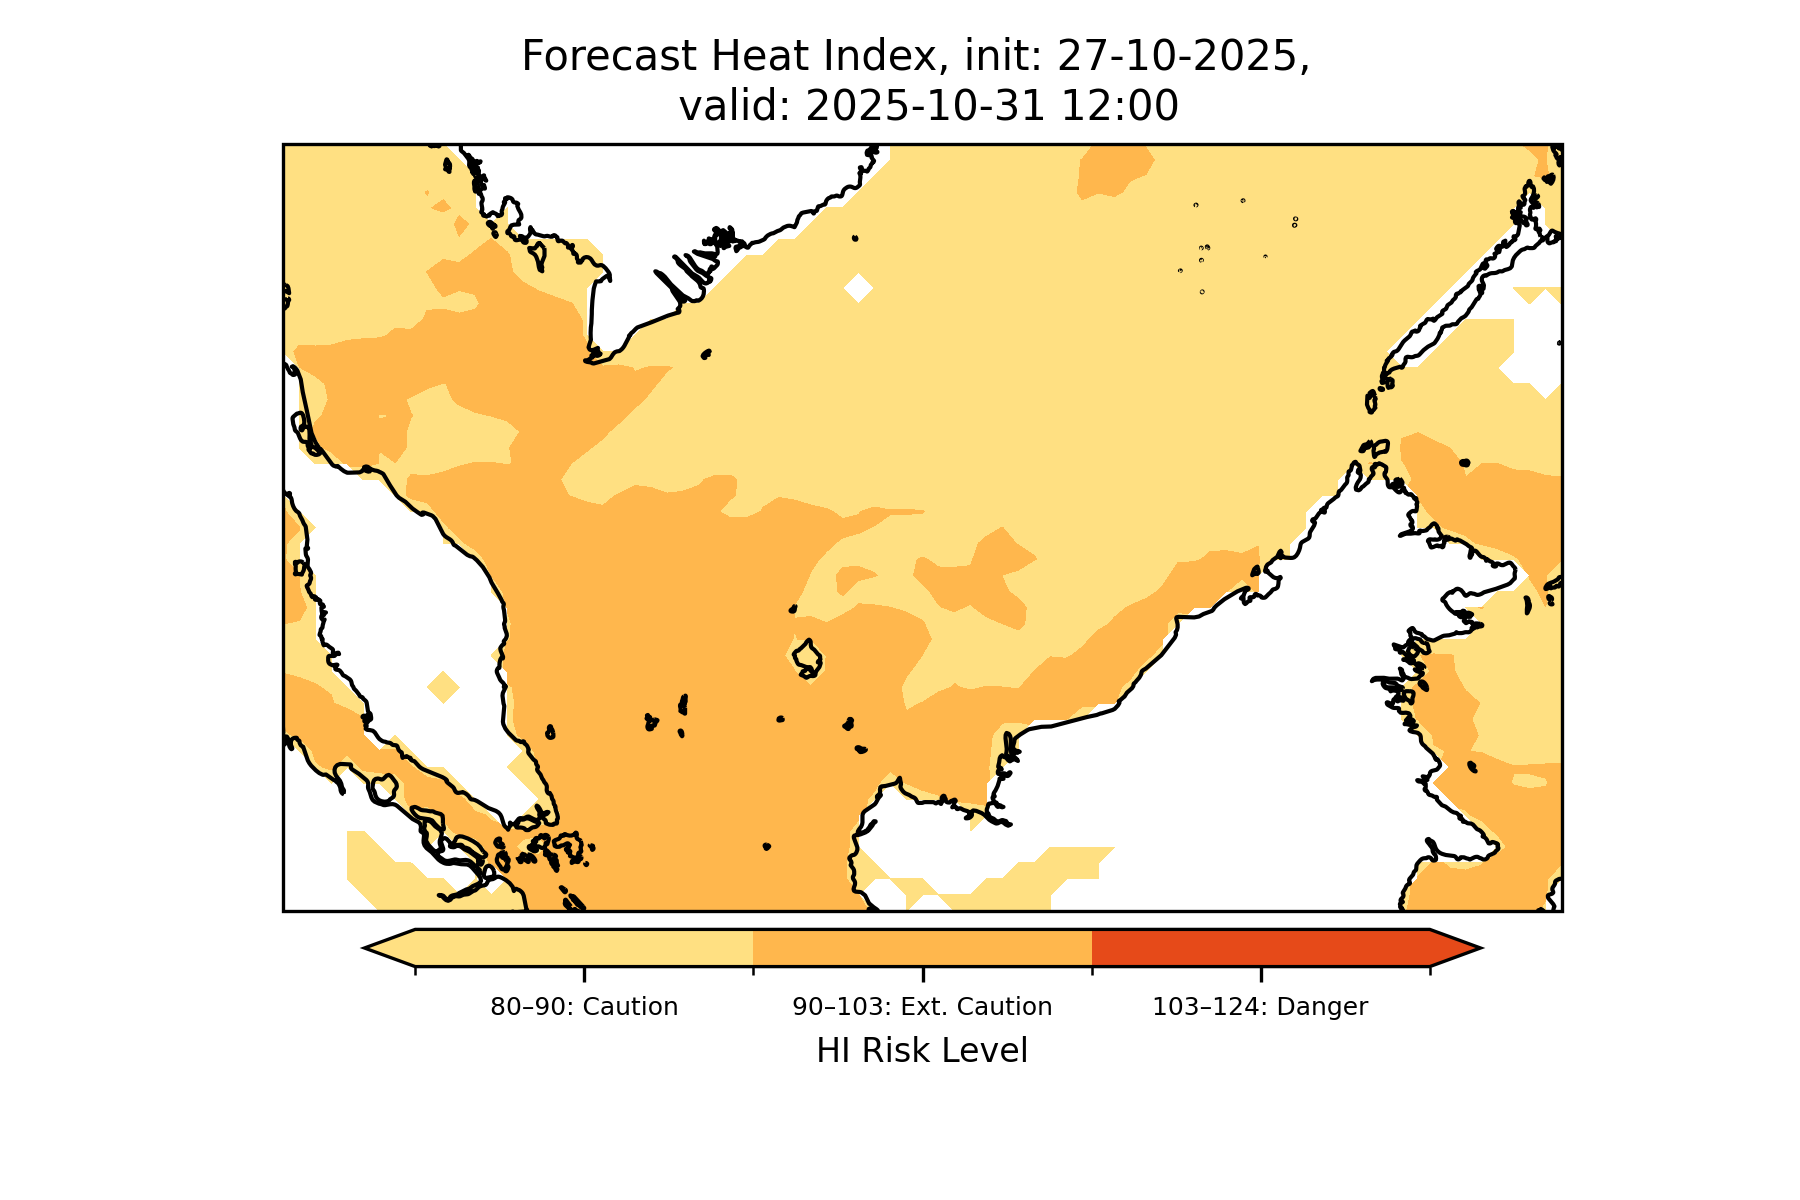 Forecast Heat Index, init: 27-10-2025,
valid: 2025-10-31 12:00
80–90: Caution
90–103: Ext. Caution
103–124: Danger
HI Risk Level